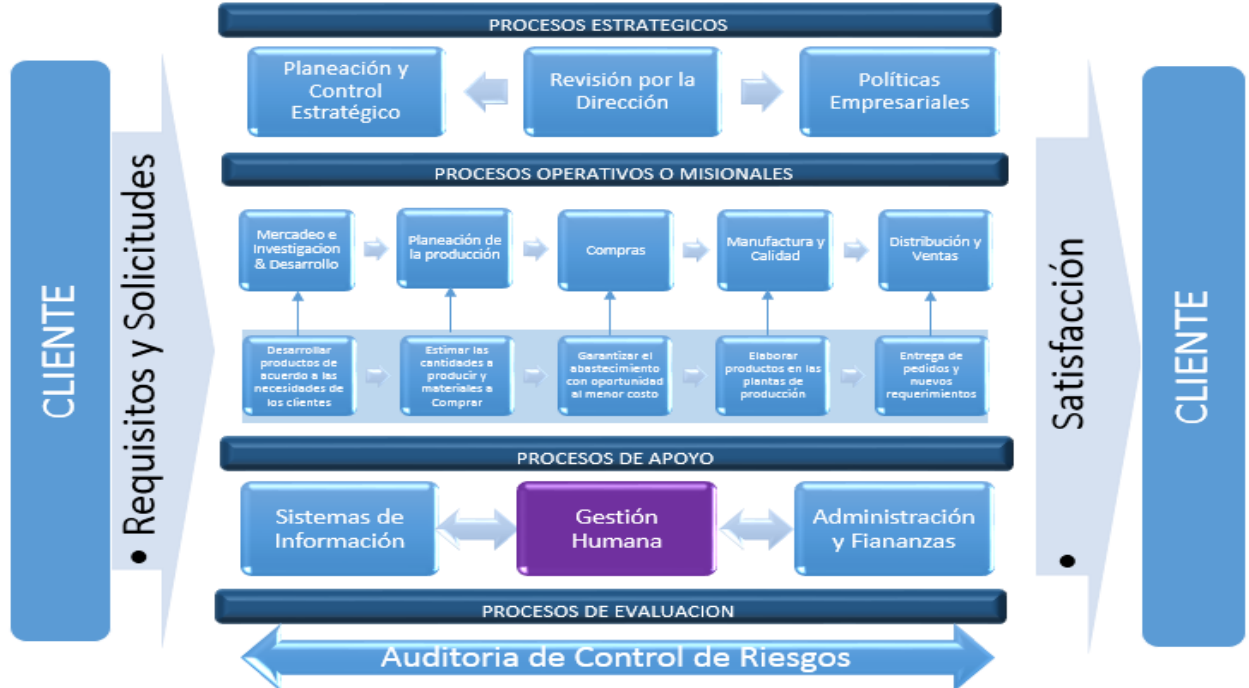 PROCESOS ESTRATEGICOS
CLIENTE
• Requisitos y Solicitudes
Planeación y
Control
Estratégico
Revisión por la
Dirección
Políticas
Empresariales
PROCESOS OPERATIVOS O MISIONALES
Mercadeo e
Investigacion
& Desarrollo
Planeación de
la producción
Compras
Manufactura y
Calidad
Distribución y
Ventas
Desarrollar
productos de
acuerdo a las
necesidades de
los clientes
Estimar las
cantidades a
producir y
materiales a
Comprar
Garantizar el
abastecimiento
con oportunidad
al menor costo
Elaborar
productos en las
plantas de
producción
Entrega de
pedidos y
nuevos
requerimientos
PROCESOS DE APOYO
Sistemas de
Información
Gestión
Humana
Administración
y Fiananzas
PROCESOS DE EVALUACION
Auditoria de Control de Riesgos
• Satisfacción
CLIENTE